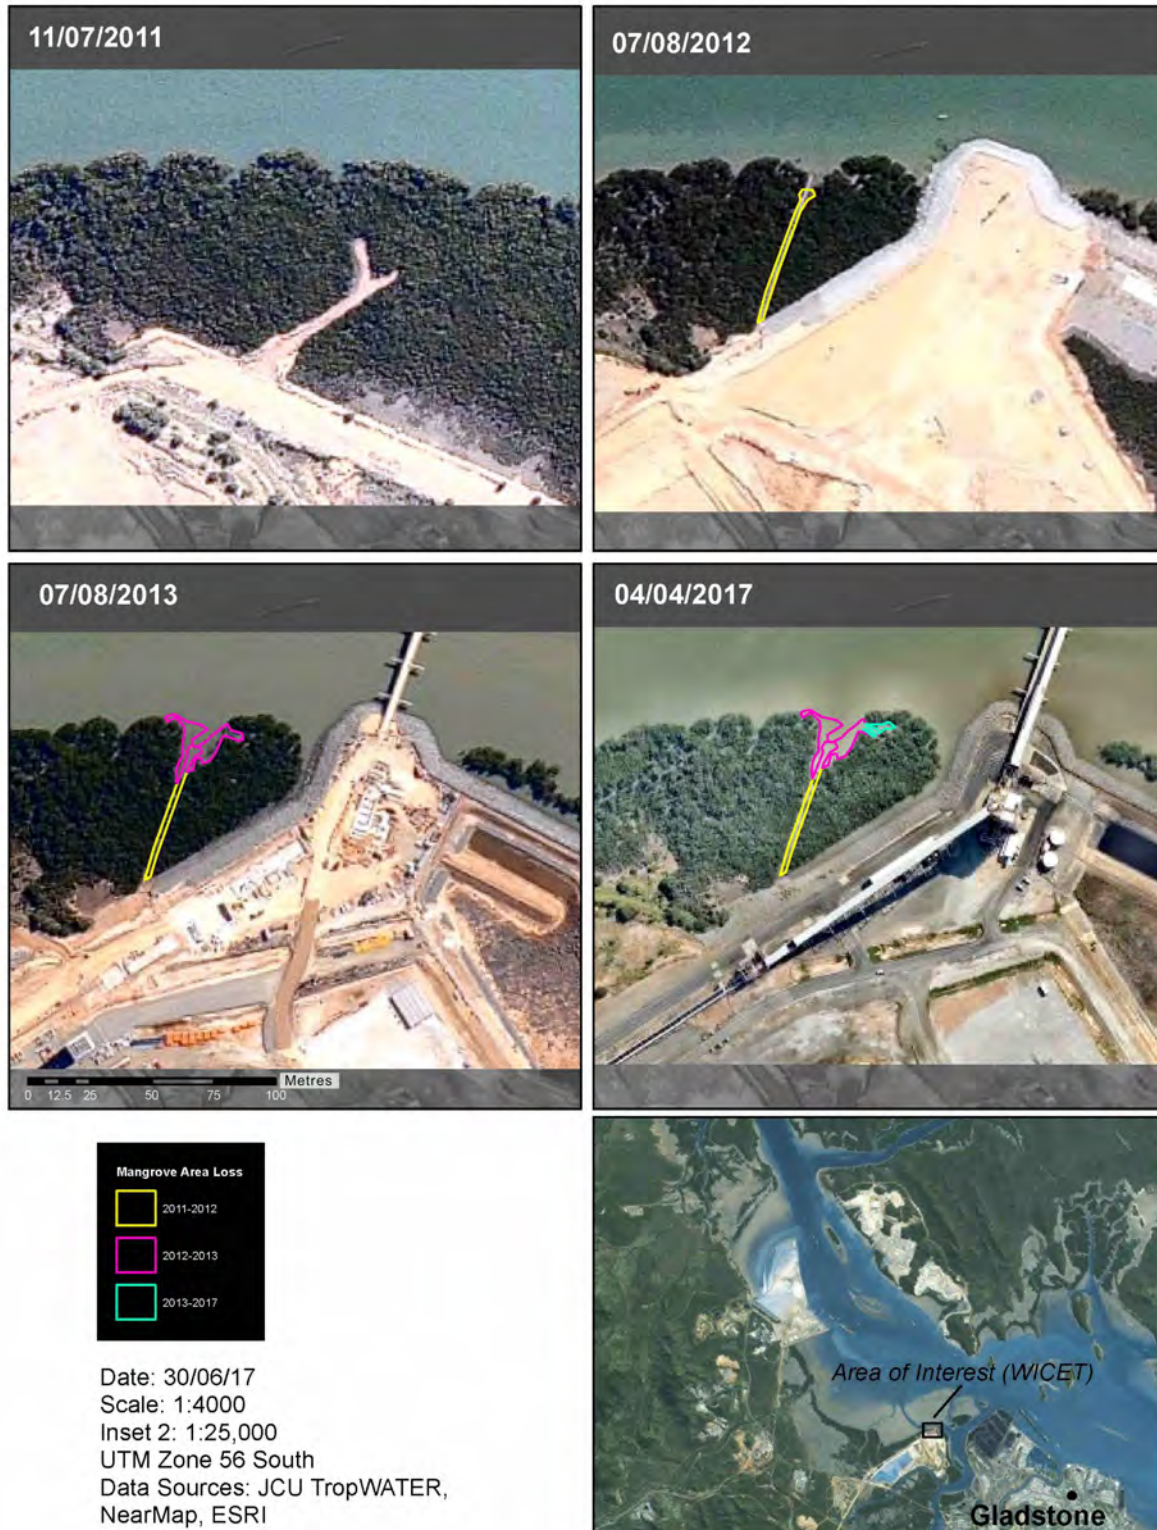 11/07/2011
07/08/2012
07/08/2013
04/04/2017
Metres
0 12.5 25 50 75 100
Mangrove Area Loss
2011-2012
2012-2013
2013-2017
Date: 30/06/17
Scale: 1:4000
Inset 2: 1:25,000
UTM Zone 56 South
Data Sources: JCU TropWATER,
NearMap, ESRI
Area of Interest (WICET)
Gladstone